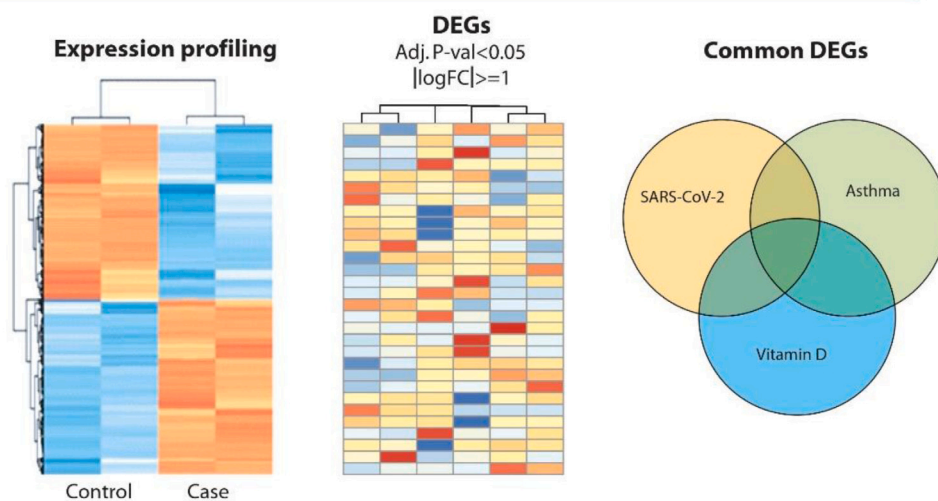 Expression profiling
Control
Case
DEGs
Adj. P-val<0.05
|logFC|>=1
Common DEGs
SARS-CoV-2
Asthma
Vitamin D